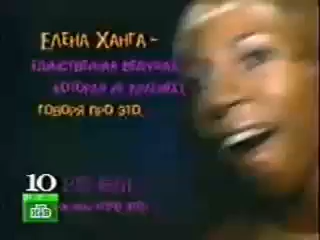 ЕЛЕНА ХАНГА –
ЕДИНСТВЕННАЯ ВЕДУЩАЯ,
КОТОРАЯ НЕ КРАСНЕЕТ,
ГОВОРЯ ПРО ЭТО.
10
НТВ